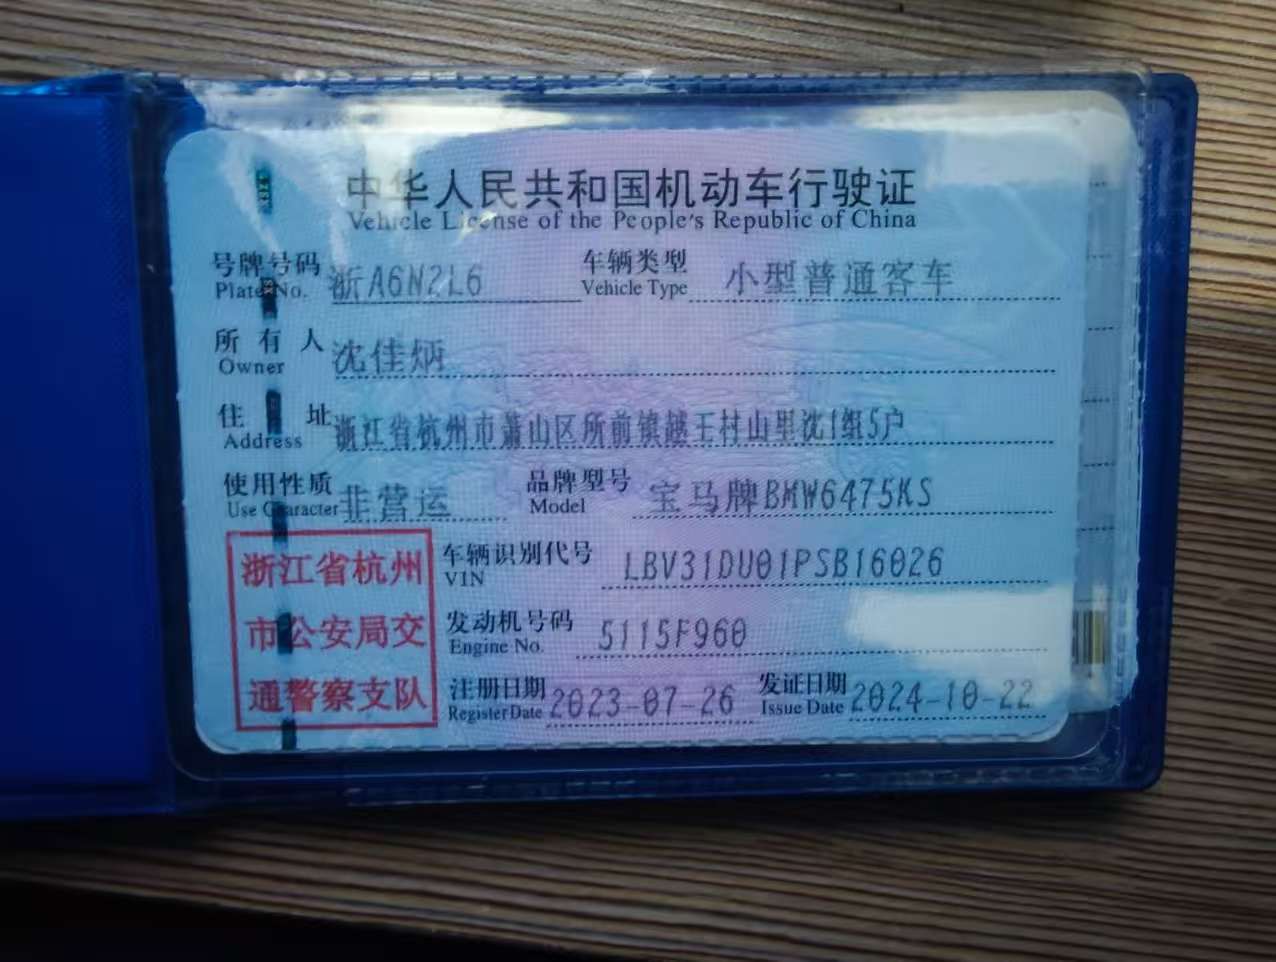 中华人民共和国机动车行驶证
Vehicle License of the People's Republic of China
号牌号码 浙A6N2L6 车辆类型 小型普通客车
Plate No. Vehicle Type
所有人 沈佳炳
Owner
住址 浙江省杭州市萧山区所前镇越王村山里沈1组5户
Address
使用性质 非营运 品牌型号 宝马牌BMW6475KS
Use Character Model
浙江省杭州
市公安局交
通警察支队
车辆识别代号 LBV31DU01PSB16026
VIN
发动机号码 5115F960
Engine No.
注册日期 2023-07-26 发证日期 2024-10-22
Register Date Issue Date